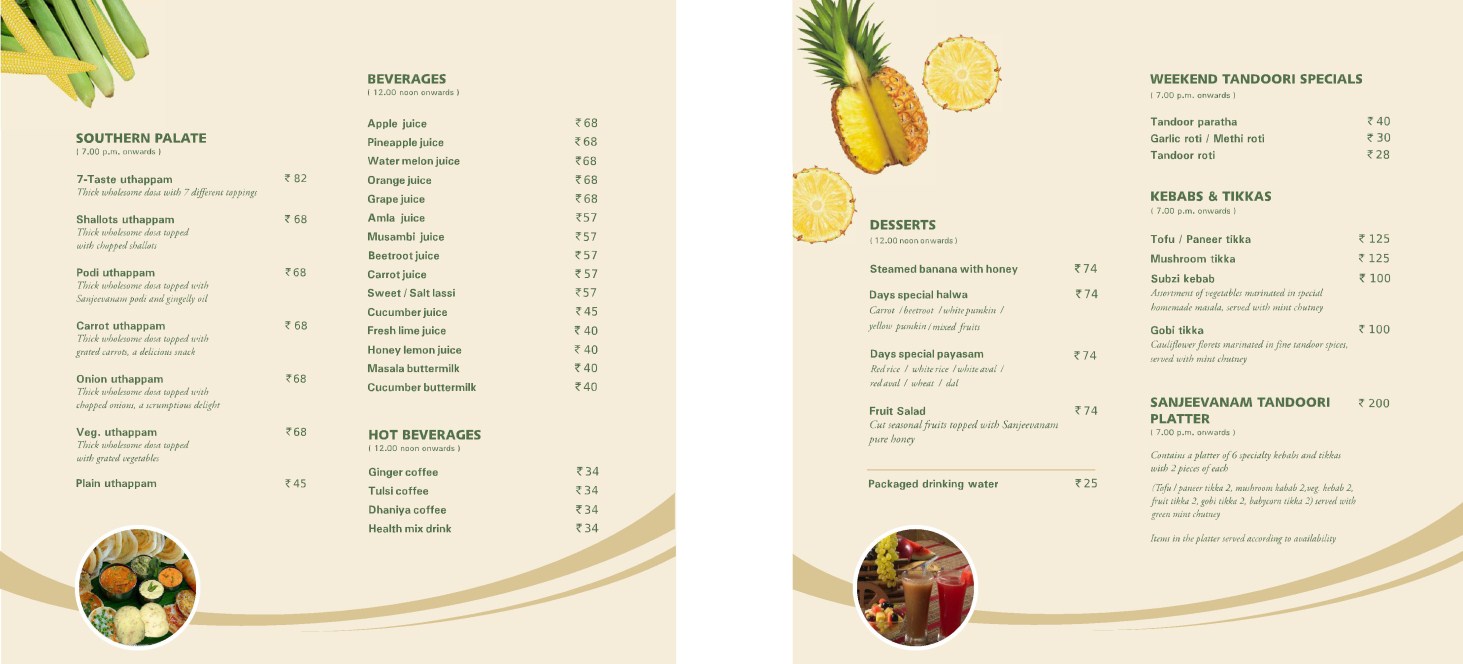 SOUTHERN PALATE
( 7.00 p.m. onwards )
7-Taste uthappam ₹ 82
Thick wholesome dosa with 7 different toppings
Shallots uthappam ₹ 68
Thick wholesome dosa topped
with chopped shallots
Podi uthappam ₹ 68
Thick wholesome dosa topped with
Sanjeevanam podi and gingelly oil
Carrot uthappam ₹ 68
Thick wholesome dosa topped with
grated carrots, a delicious snack
Onion uthappam ₹ 68
Thick wholesome dosa topped with
chopped onions, a scrumptious delight
Veg. uthappam ₹ 68
Thick wholesome dosa topped
with grated vegetables
Plain uthappam ₹ 45
BEVERAGES
( 12.00 noon onwards )
Apple juice ₹ 68
Pineapple juice ₹ 68
Water melon juice ₹ 68
Orange juice ₹ 68
Grape juice ₹ 68
Amla juice ₹ 57
Musambi juice ₹ 57
Beetroot juice ₹ 57
Carrot juice ₹ 57
Sweet / Salt lassi ₹ 57
Cucumber juice ₹ 45
Fresh lime juice ₹ 40
Honey lemon juice ₹ 40
Masala buttermilk ₹ 40
Cucumber buttermilk ₹ 40
HOT BEVERAGES
( 12.00 noon onwards )
Ginger coffee ₹ 34
Tulsi coffee ₹ 34
Dhaniya coffee ₹ 34
Health mix drink ₹ 34
DESSERTS
( 12.00 noon onwards )
Steamed banana with honey ₹ 74
Days special halwa ₹ 74
Carrot / beetroot / white pumkin /
yellow pumkin / mixed fruits
Days special payasam ₹ 74
Red rice / white rice / white aval /
red aval / wheat / dal
Fruit Salad ₹ 74
Cut seasonal fruits topped with Sanjeevanam
pure honey
Packaged drinking water ₹ 25
WEEKEND TANDOORI SPECIALS
( 7.00 p.m. onwards )
Tandoor paratha ₹ 40
Garlic roti / Methi roti ₹ 30
Tandoor roti ₹ 28
KEBABS & TIKKAS
( 7.00 p.m. onwards )
Tofu / Paneer tikka ₹ 125
Mushroom tikka ₹ 125
Subzi kebab ₹ 100
Assortment of vegetables marinated in special
homemade masala, served with mint chutney
Gobi tikka ₹ 100
Cauliflower florets marinated in fine tandoor spices,
served with mint chutney
SANJEEVANAM TANDOORI ₹ 200
PLATTER
( 7.00 p.m. onwards )
Contains a platter of 6 specialty kebabs and tikkas
with 2 pieces of each
(Tofu / paneer tikka 2, mushroom kabab 2,veg. kebab 2,
fruit tikka 2, gobi tikka 2, babycorn tikka 2) served with
green mint chutney
Items in the platter served according to availability